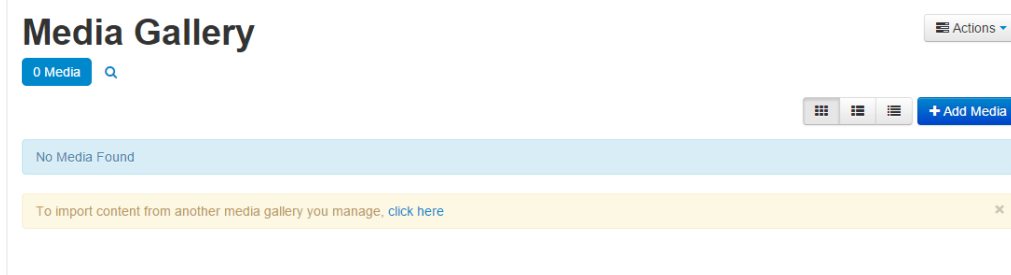 Media Gallery
Actions
0 Media
+ Add Media
No Media Found
To import content from another media gallery you manage, click here
×